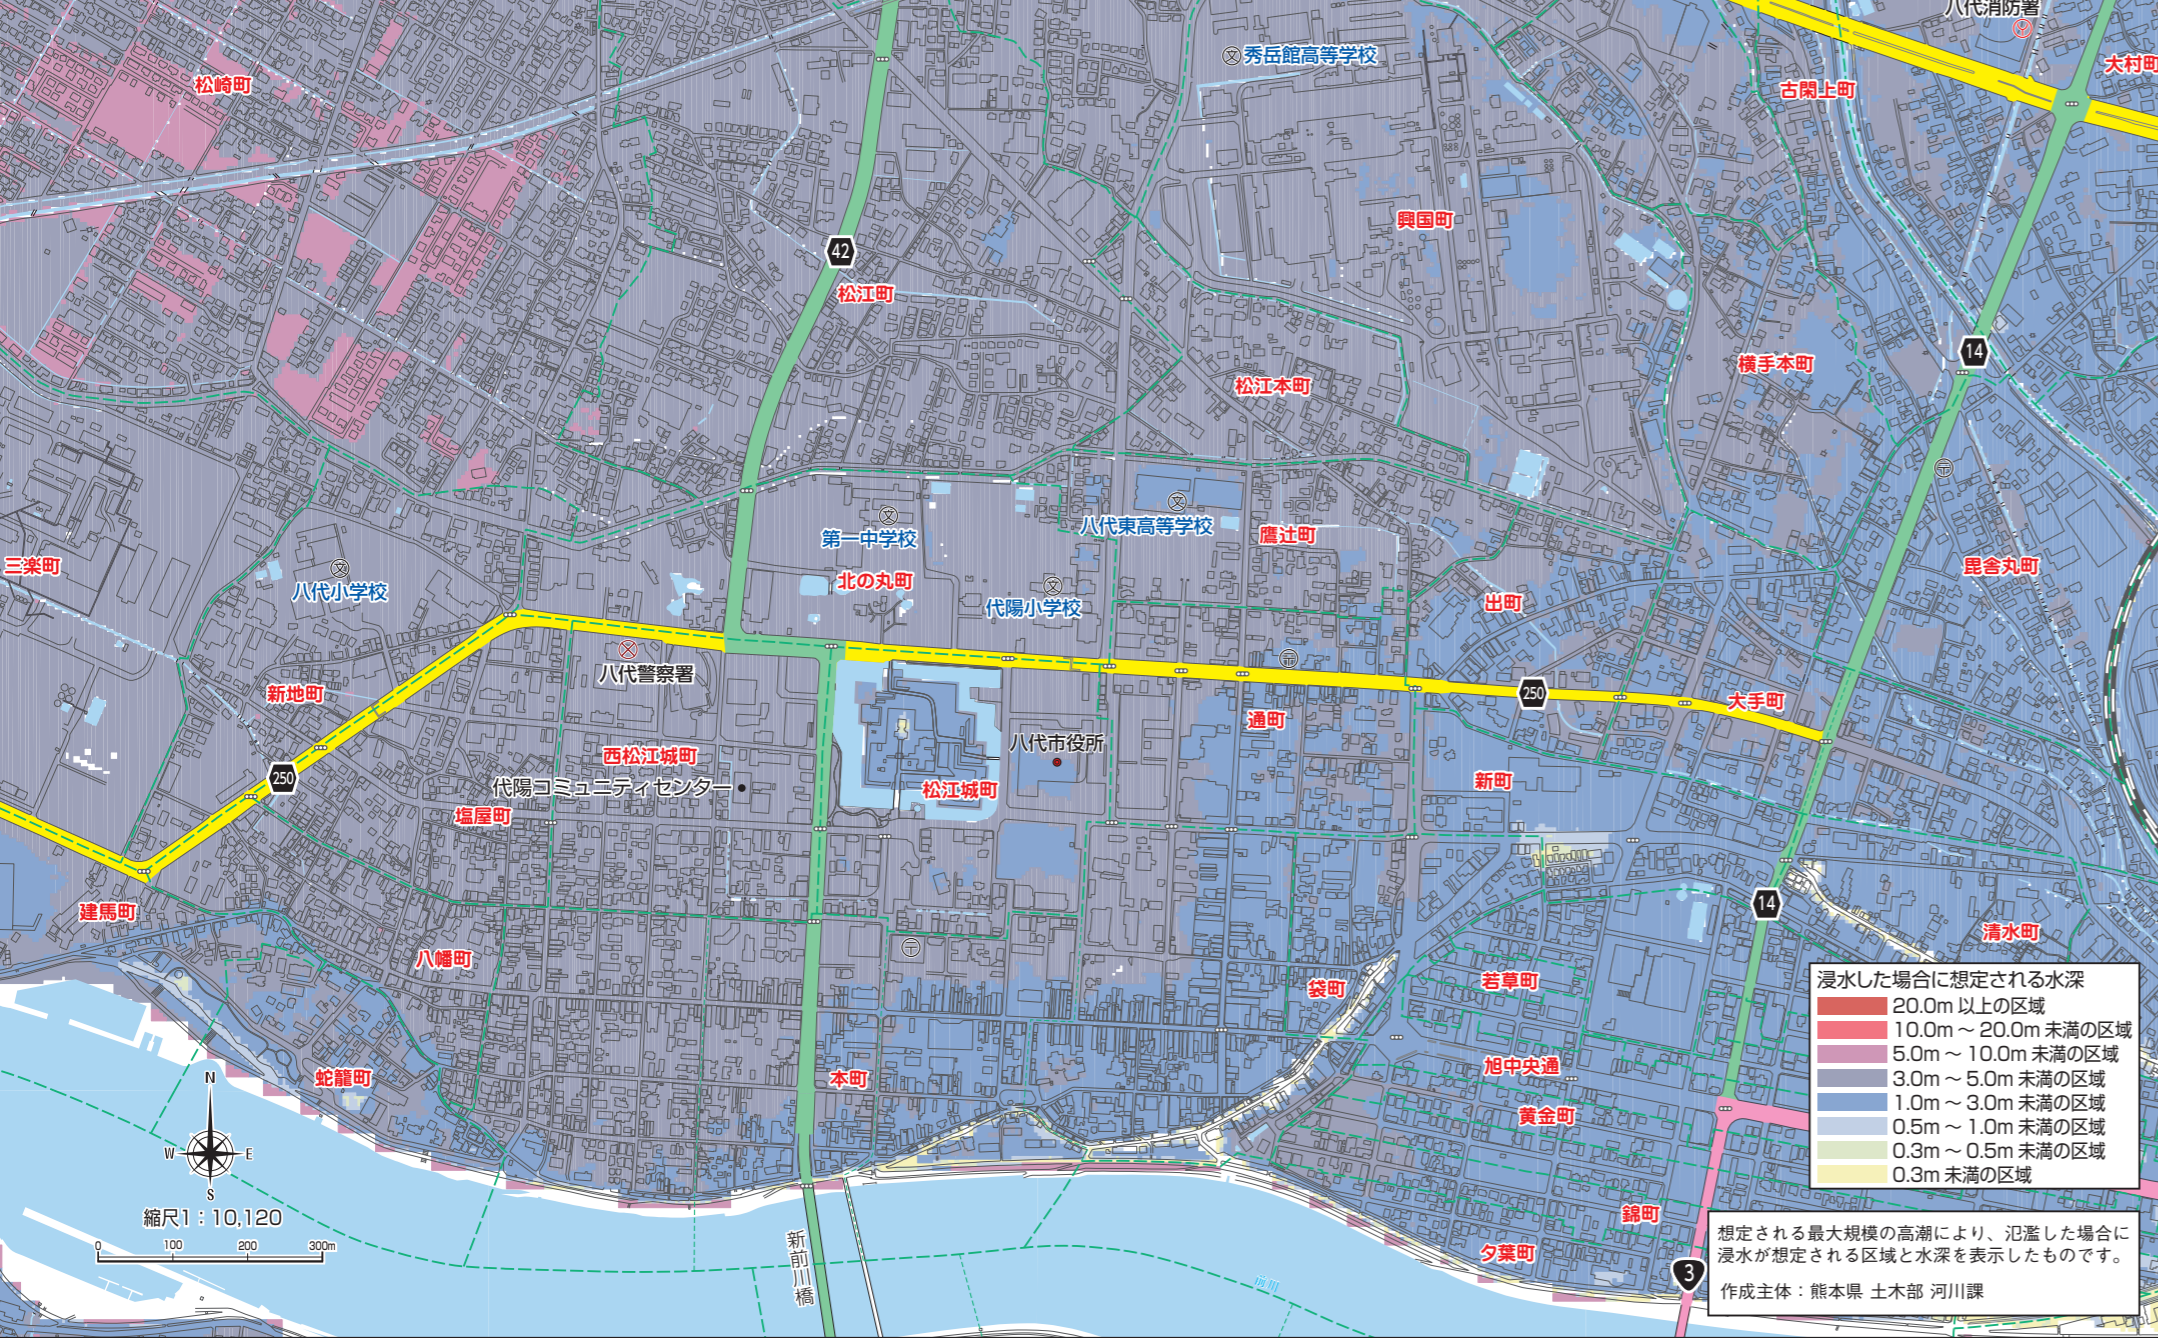 八代消防署
秀岳館高等学校
大村町
松崎町
古閑上町
興国町
42
松江町
14
横手本町
松江本町
八代東高等学校
第一中学校
鷹辻町
三楽町
北の丸町
毘舎丸町
八代小学校
代陽小学校
出町
八代警察署
新地町
250
大手町
通町
八代市役所
西松江城町
250
代陽コミュニティセンター
松江城町
新町
塩屋町
14
建馬町
清水町
八幡町
若草町
袋町
旭中央通
蛇籠町
本町
黄金町
錦町
夕葉町
3
新前川橋
前川
N
W
E
S
縮尺1：10,120
0 100 200 300m
浸水した場合に想定される水深
20.0m 以上の区域
10.0m ～ 20.0m 未満の区域
5.0m ～ 10.0m 未満の区域
3.0m ～ 5.0m 未満の区域
1.0m ～ 3.0m 未満の区域
0.5m ～ 1.0m 未満の区域
0.3m ～ 0.5m 未満の区域
0.3m 未満の区域
想定される最大規模の高潮により、氾濫した場合に
浸水が想定される区域と水深を表示したものです。
作成主体：熊本県 土木部 河川課